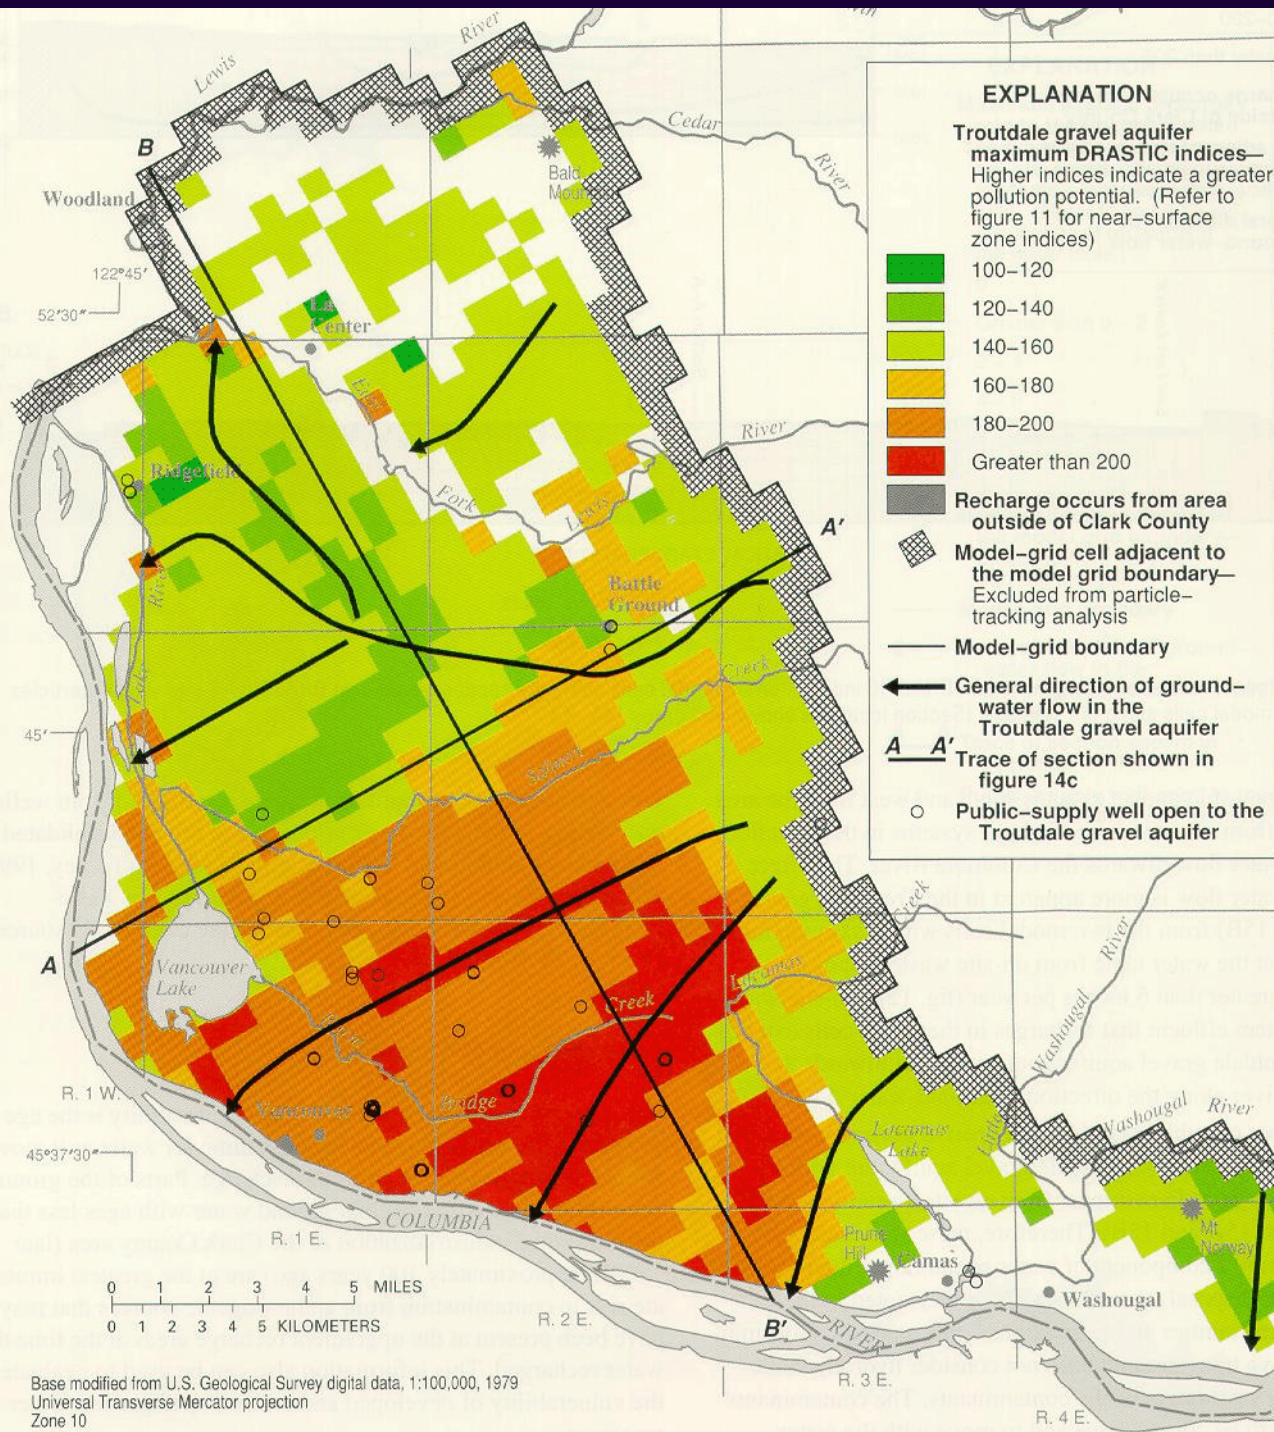 EXPLANATION
Troutdale gravel aquifer
maximum DRASTIC indices—
Higher indices indicate a greater
pollution potential. (Refer to
figure 11 for near-surface
zone indices)
100-120
120-140
140-160
160-180
180-200
Greater than 200
Recharge occurs from area
outside of Clark County
Model-grid cell adjacent to
the model grid boundary—
Excluded from particle-
tracking analysis
Model-grid boundary
General direction of ground-
water flow in the
Troutdale gravel aquifer
A A' Trace of section shown in
figure 14c
Public-supply well open to the
Troutdale gravel aquifer
Lewis
River
Cedar
River
B
Woodland
Bald
Mountain
122°45'
52'30"
La
Center
East
Ridgefield
River
Fork
Lewis
A'
River
Battle
Ground
Lake
Creek
45'
Salmon
Creek
A
Vancouver
Lake
Lacamas
River
Creek
Burnt
Washougal
R. 1 W.
Vancouver
Bridge
Lacamas
Lake
Little
Washougal
River
45°37'30"
COLUMBIA
R. 1 E.
Prune
Hill
Camas
Mt
Norway
0 1 2 3 4 5 MILES
0 1 2 3 4 5 KILOMETERS
R. 2 E.
B'
RIVER
Washougal
R. 3 E.
R. 4 E.
Base modified from U.S. Geological Survey digital data, 1:100,000, 1979
Universal Transverse Mercator projection
Zone 10